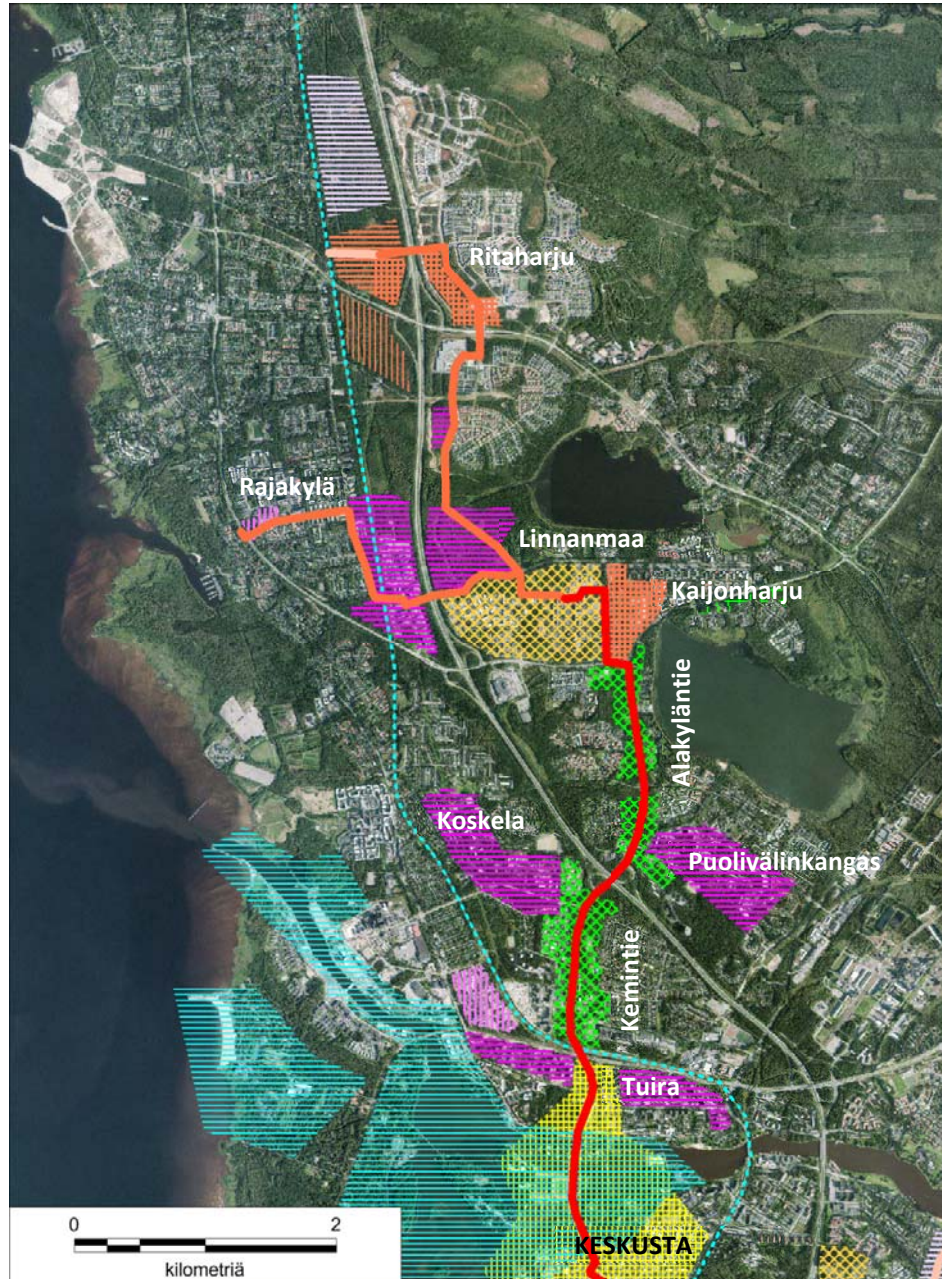 Ritaharju
Rajakylä
Linnanmaa
Kaijonharju
Alakyläntie
Koskela
Puolivälinkangas
Kemintie
Tuira
KESKUSTA
0 2
kilometriä